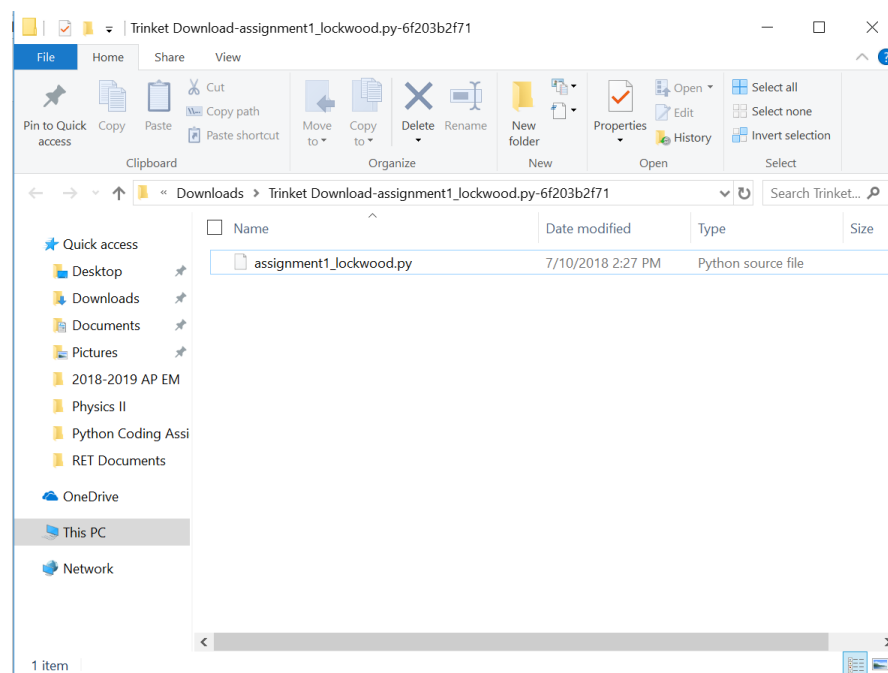 Trinket Download-assignment1_lockwood.py-6f203b2f71
File Home Share View
Pin to Quick access
Copy
Paste
Cut
Copy path
Paste shortcut
Clipboard
Move to
Copy to
Delete
Rename
Organize
New folder
New
Properties
Open
Edit
History
Open
Select all
Select none
Invert selection
Select
« Downloads > Trinket Download-assignment1_lockwood.py-6f203b2f71
Search Trinket...
Name Date modified Type Size
assignment1_lockwood.py 7/10/2018 2:27 PM Python source file
Quick access
Desktop
Downloads
Documents
Pictures
2018-2019 AP EM
Physics II
Python Coding Assi
RET Documents
OneDrive
This PC
Network
1 item